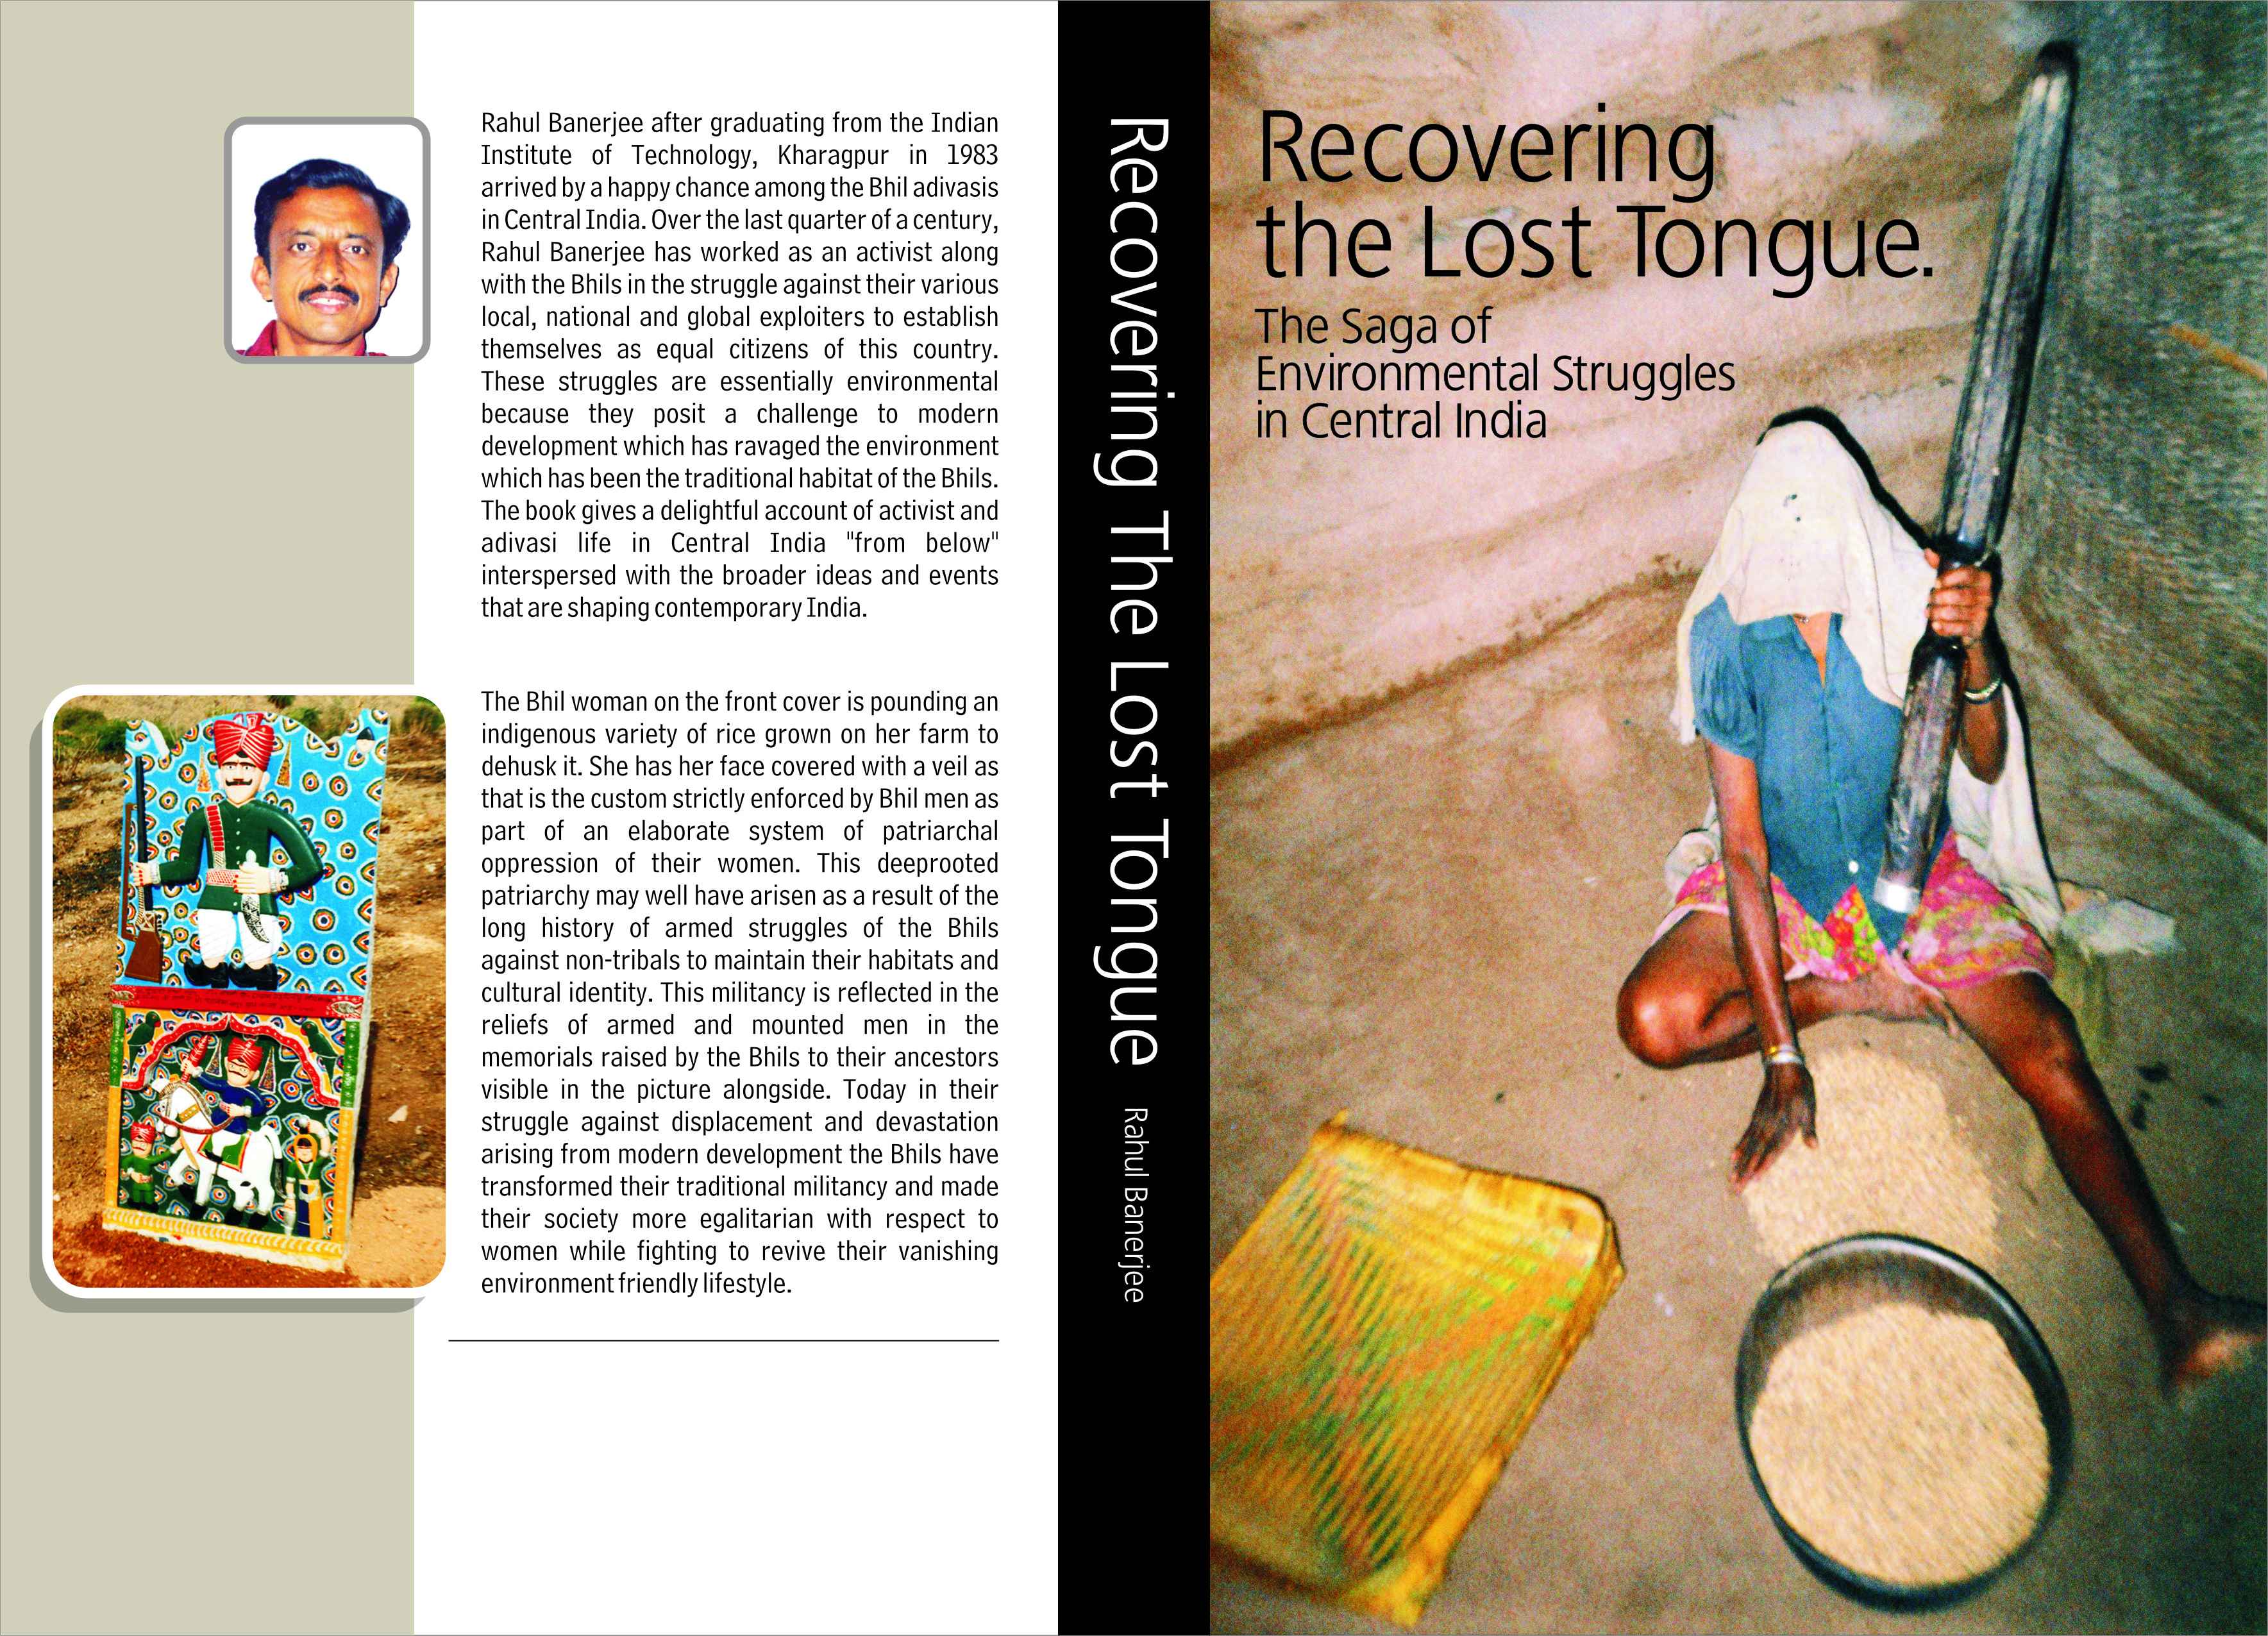 Rahul Banerjee after graduating from the Indian
Institute of Technology, Kharagpur in 1983
arrived by a happy chance among the Bhil adivasis
in Central India. Over the last quarter of a century,
Rahul Banerjee has worked as an activist along
with the Bhils in the struggle against their various
local, national and global exploiters to establish
themselves as equal citizens of this country.
These struggles are essentially environmental
because they posit a challenge to modern
development which has ravaged the environment
which has been the traditional habitat of the Bhils.
The book gives a delightful account of activist and
adivasi life in Central India "from below"
interspersed with the broader ideas and events
that are shaping contemporary India.
The Bhil woman on the front cover is pounding an
indigenous variety of rice grown on her farm to
dehusk it. She has her face covered with a veil as
that is the custom strictly enforced by Bhil men as
part of an elaborate system of patriarchal
oppression of their women. This deeprooted
patriarchy may well have arisen as a result of the
long history of armed struggles of the Bhils
against non-tribals to maintain their habitats and
cultural identity. This militancy is reflected in the
reliefs of armed and mounted men in the
memorials raised by the Bhils to their ancestors
visible in the picture alongside. Today in their
struggle against displacement and devastation
arising from modern development the Bhils have
transformed their traditional militancy and made
their society more egalitarian with respect to
women while fighting to revive their vanishing
environment friendly lifestyle.
Recovering The Lost Tongue Rahul Banerjee
Recovering
the Lost Tongue.
The Saga of
Environmental Struggles
in Central India